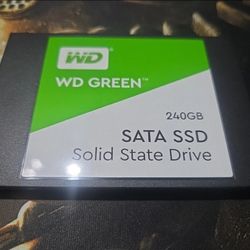 WD
WD GREEN™
240GB
SATA SSD
Solid State Drive